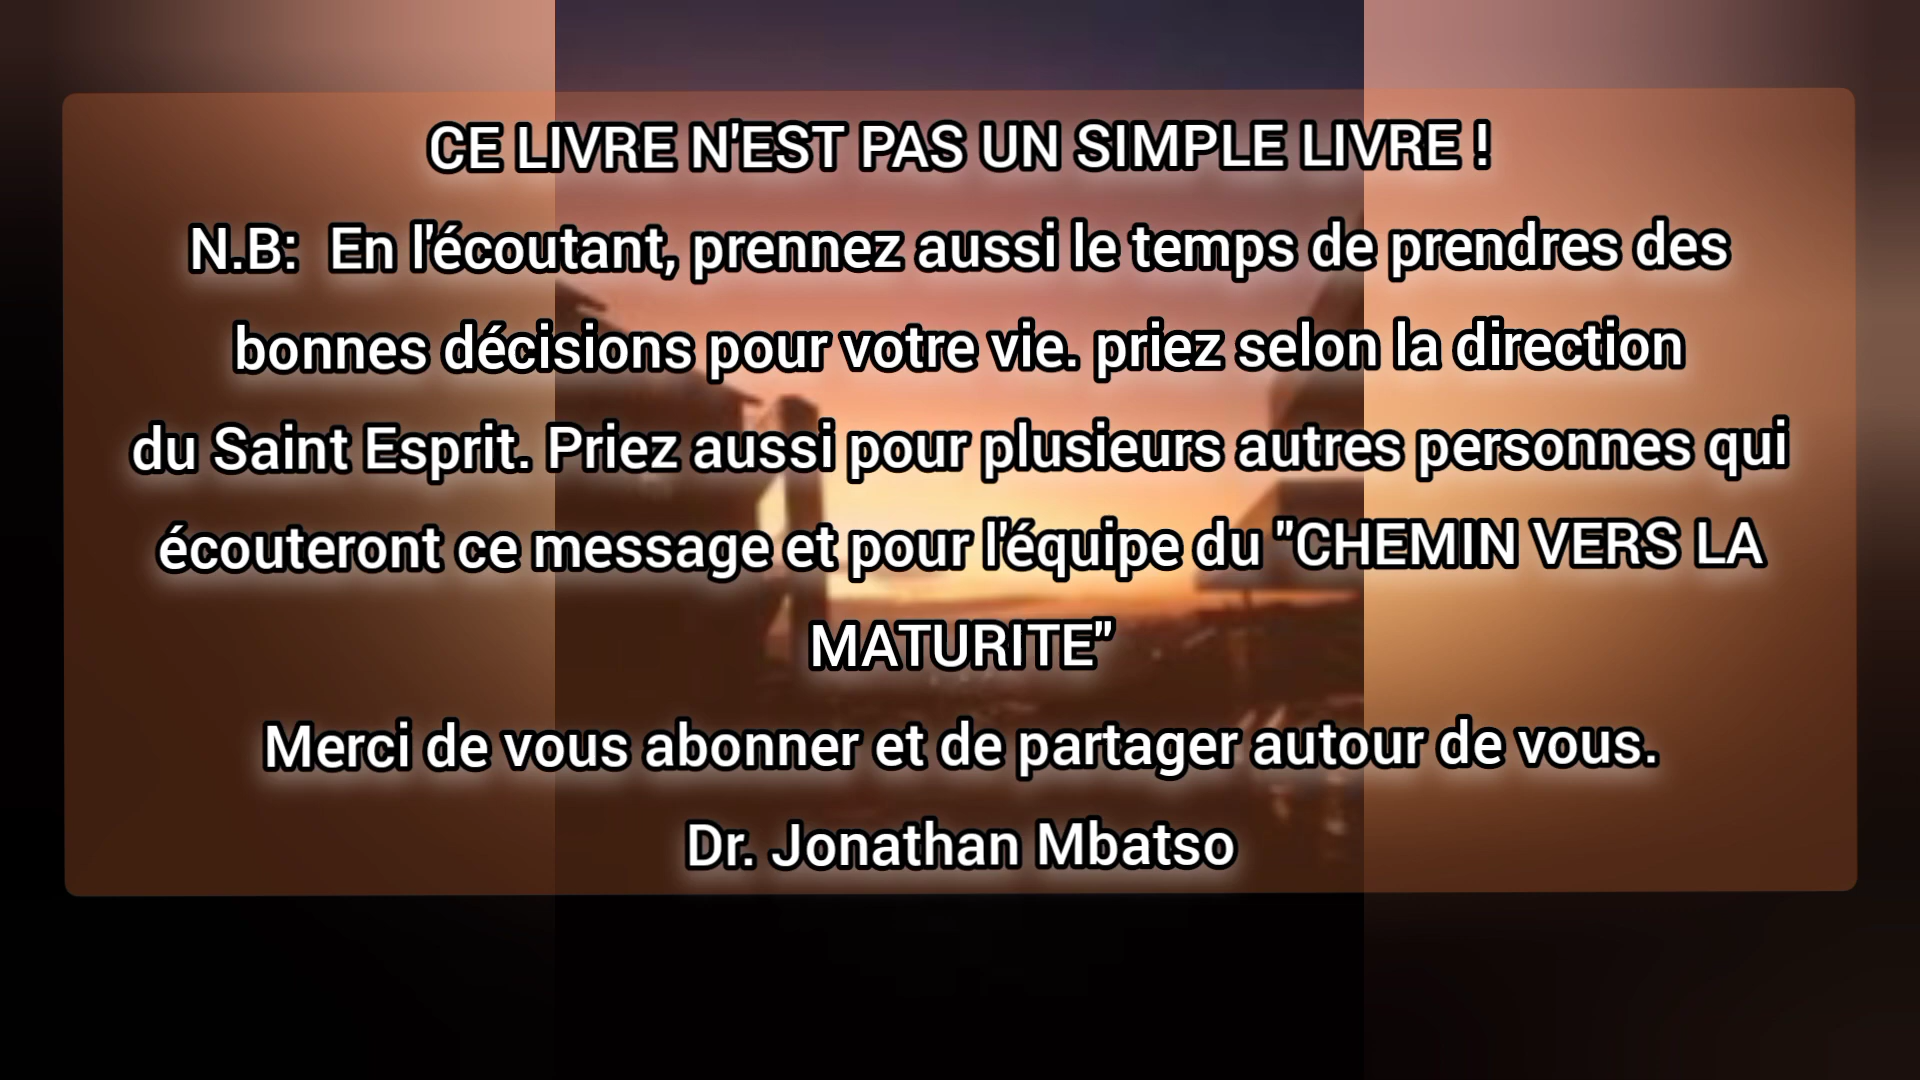 CE LIVRE N'EST PAS UN SIMPLE LIVRE !
N.B:  En l'écoutant, prennez aussi le temps de prendres des
bonnes décisions pour votre vie. priez selon la direction
du Saint Esprit. Priez aussi pour plusieurs autres personnes qui
écouteront ce message et pour l'équipe du "CHEMIN VERS LA
MATURITE"
Merci de vous abonner et de partager autour de vous.
Dr. Jonathan Mbatso